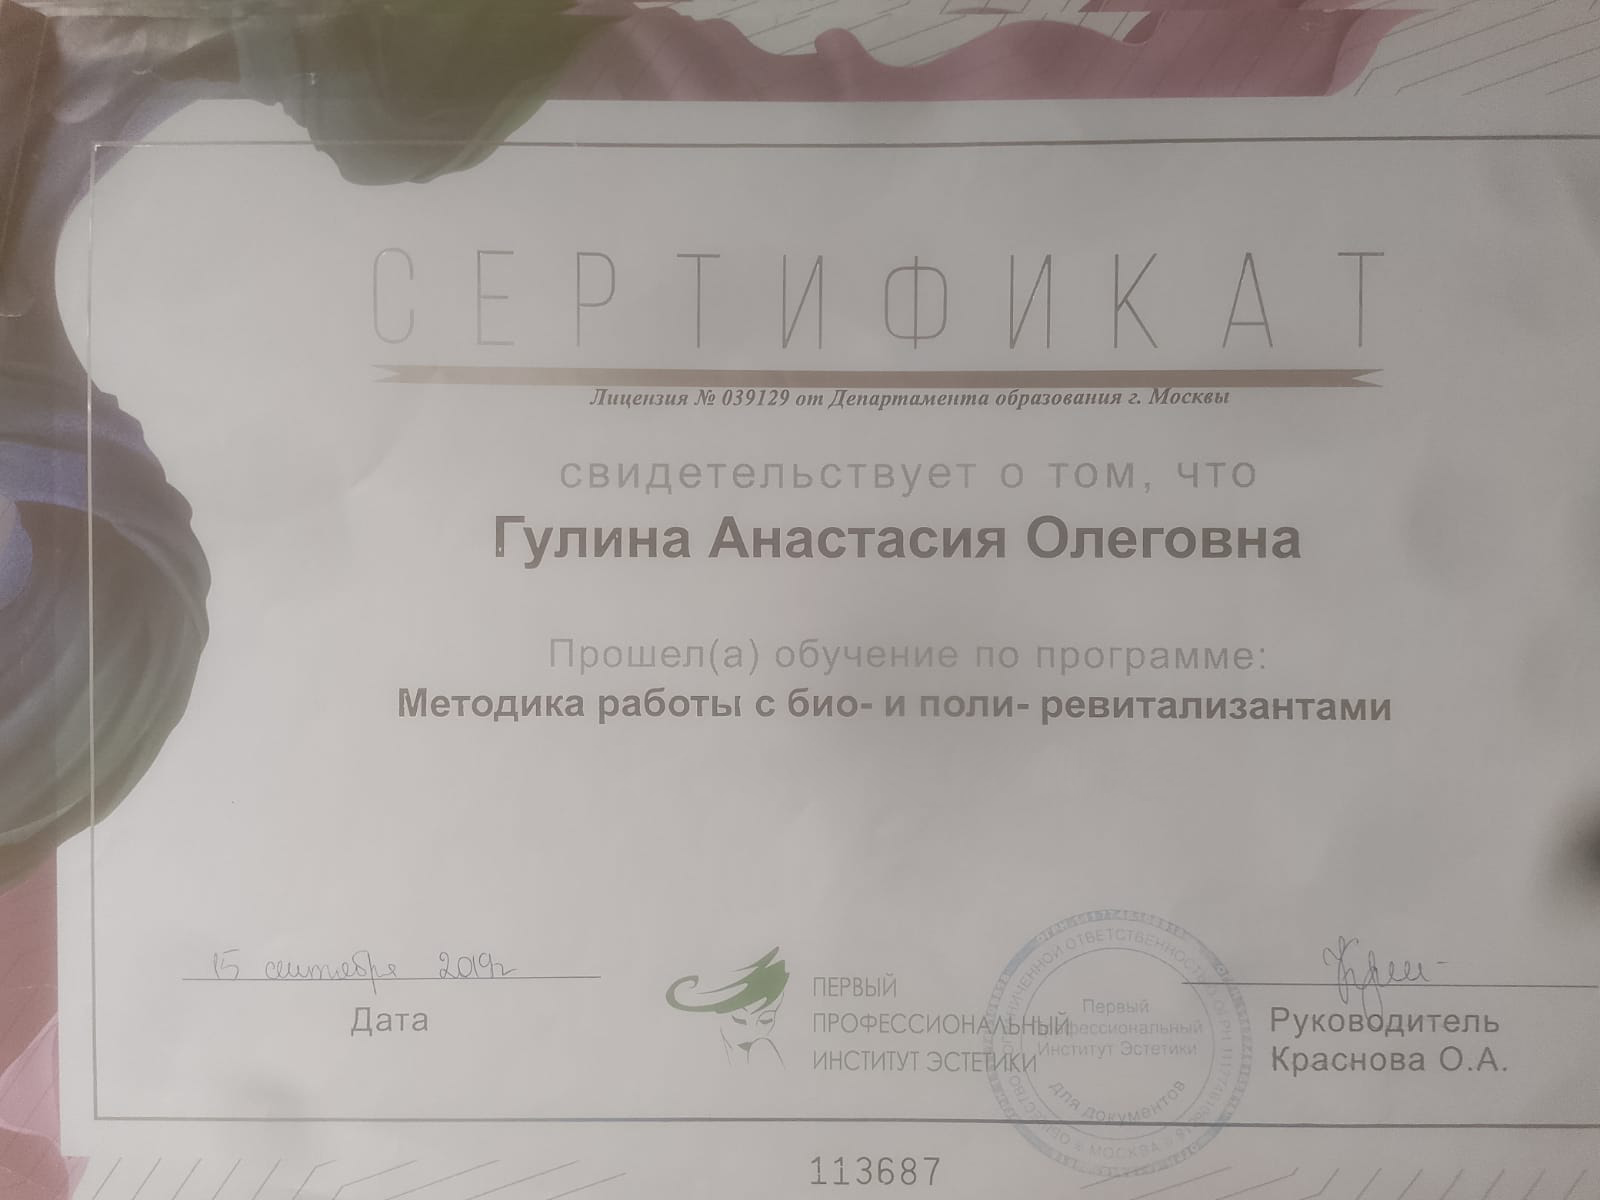 СЕРТИФИКАТ
Лицензия № 039129 от Департамента образования г. Москвы
свидетельствует о том, что
Гулина Анастасия Олеговна
Прошел(а) обучение по программе:
Методика работы с био- и поли- ревитализантами
15 сентября 2019г
Дата
ПЕРВЫЙ
ПРОФЕССИОНАЛЬНЫЙ
ИНСТИТУТ ЭСТЕТИКИ
Первый
Профессиональный
Институт Эстетики
для документов
МОСКВА
Руководитель
Краснова О.А.
113687